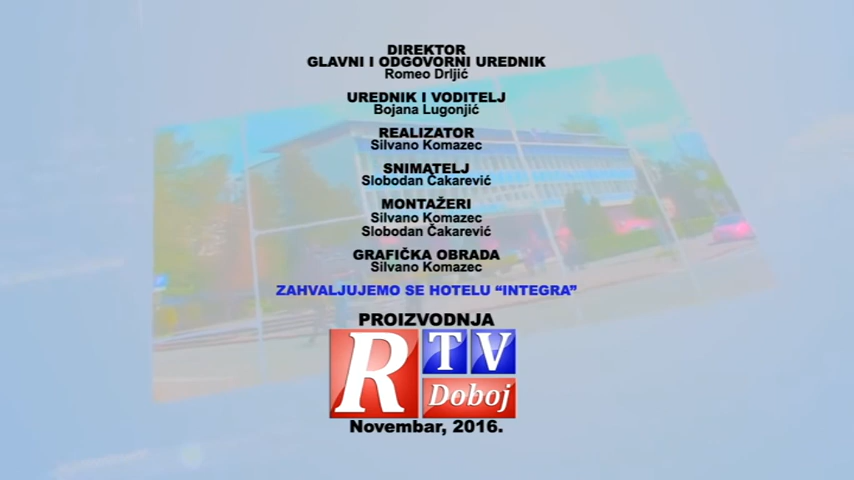 DIREKTOR
GLAVNI I ODGOVORNI UREDNIK
Romeo Drljić
UREDNIK I VODITELJ
Bojana Lugonjić
REALIZATOR
Silvano Komazec
SNIMATELJ
Slobodan Čakarević
MONTAŽERI
Silvano Komazec
Slobodan Čakarević
GRAFIČKA OBRADA
Silvano Komazec
ZAHVALJUJEMO SE HOTELU “INTEGRA”
PROIZVODNJA
R TV
Doboj
Novembar, 2016.